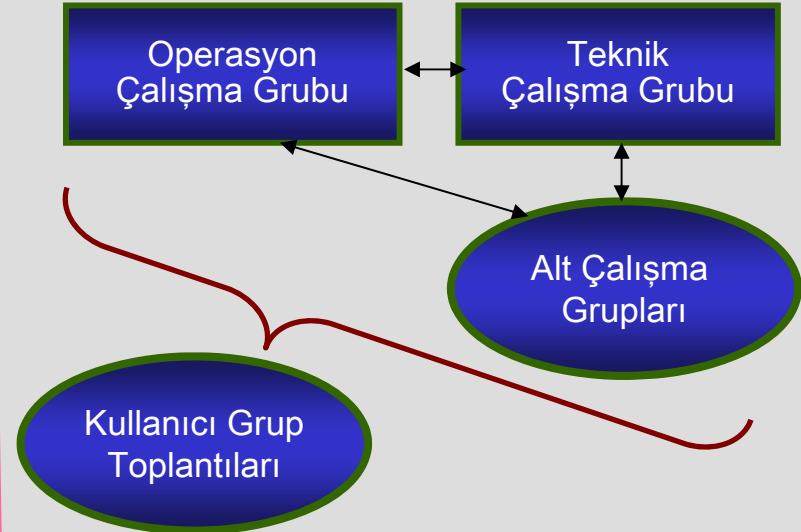 Operasyon
Çalışma Grubu
Teknik
Çalışma Grubu
Alt Çalışma
Grupları
Kullanıcı Grup
Toplantıları